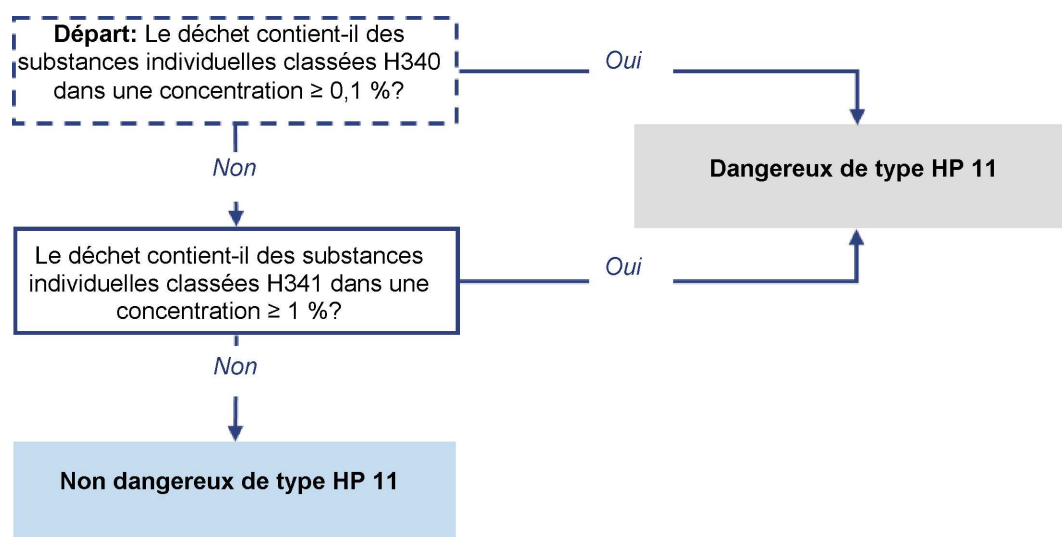 Départ: Le déchet contient-il des
substances individuelles classées H340
dans une concentration ≥ 0,1 %?
Oui
Dangereux de type HP 11
Non
Le déchet contient-il des substances
individuelles classées H341 dans une
concentration ≥ 1 %?
Oui
Non
Non dangereux de type HP 11